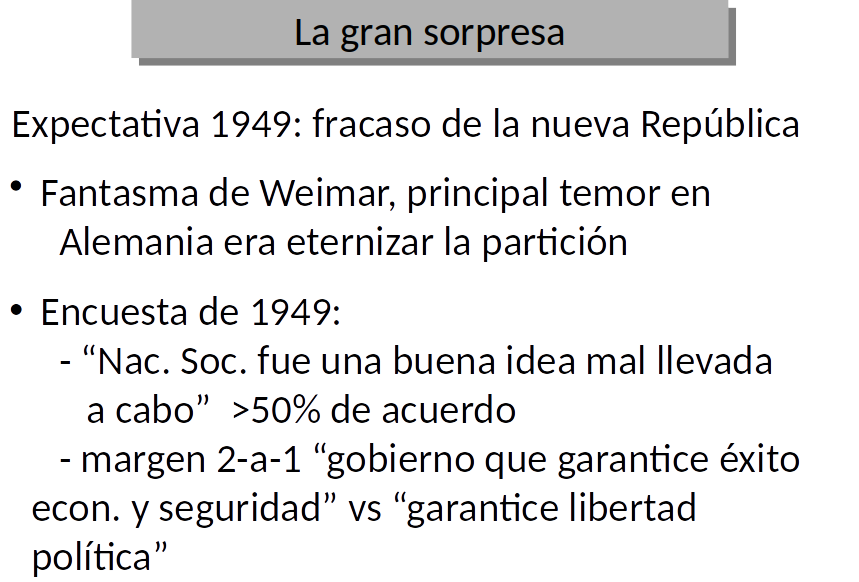 La gran sorpresa
Expectativa 1949: fracaso de la nueva República
• Fantasma de Weimar, principal temor en
Alemania era eternizar la partición
• Encuesta de 1949:
- “Nac. Soc. fue una buena idea mal llevada
a cabo”  >50% de acuerdo
- margen 2-a-1 “gobierno que garantice éxito
econ. y seguridad” vs “garantice libertad
política”